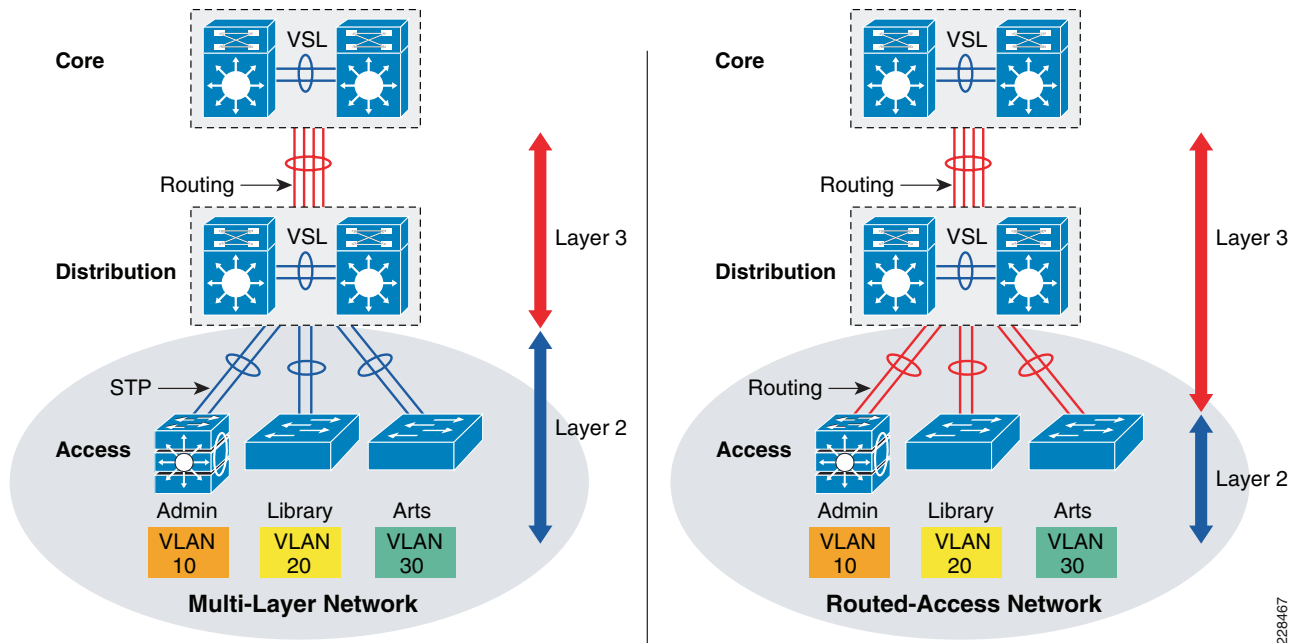 VSL
Core
Routing
VSL
Layer 3
Distribution
STP
Layer 2
Access
Admin
Library
Arts
VLAN
10
VLAN
20
VLAN
30
Multi-Layer Network
VSL
Core
Routing
VSL
Layer 3
Distribution
Routing
Access
Layer 2
Admin
Library
Arts
VLAN
10
VLAN
20
VLAN
30
Routed-Access Network
228467